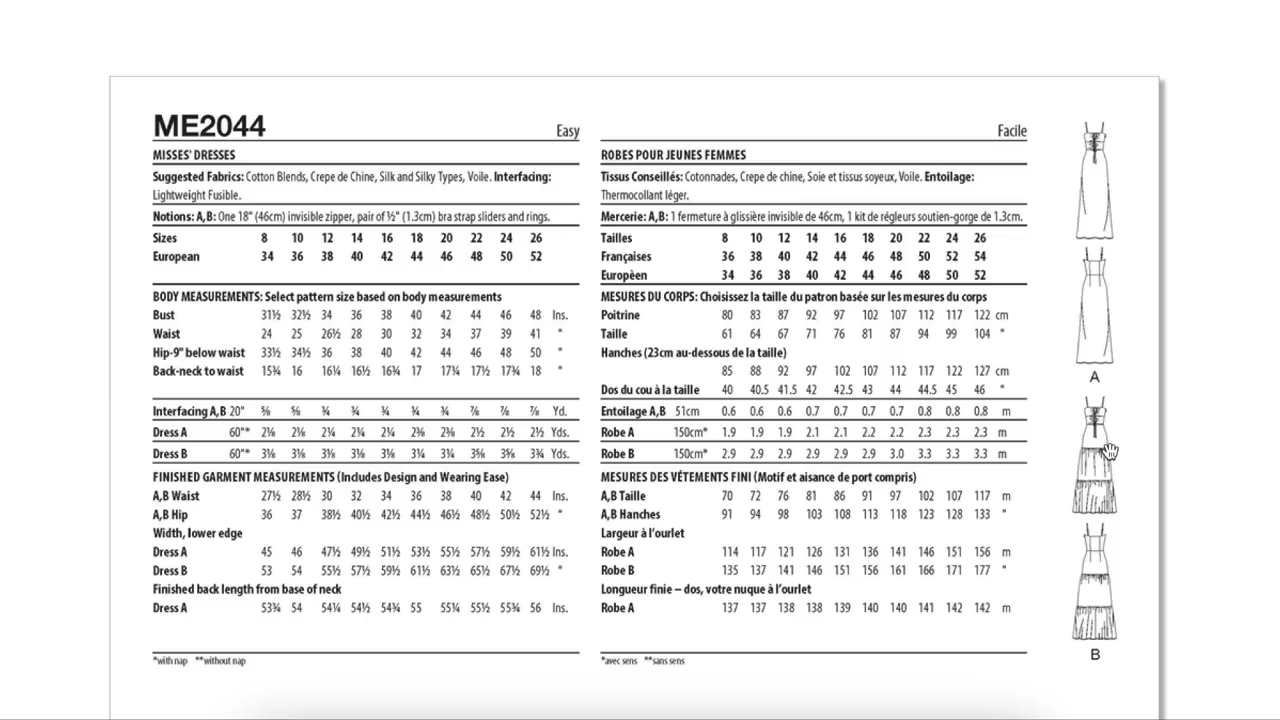 ME2044
Easy
MISSES' DRESSES
Suggested Fabrics: Cotton Blends, Crepe de Chine, Silk and Silky Types, Voile. Interfacing:
Lightweight Fusible.
Notions: A,B: One 18" (46cm) invisible zipper, pair of ½" (1.3cm) bra strap sliders and rings.
Sizes 8 10 12 14 16 18 20 22 24 26
European 34 36 38 40 42 44 46 48 50 52
BODY MEASUREMENTS: Select pattern size based on body measurements
Bust 31½ 32½ 34 36 38 40 42 44 46 48 Ins.
Waist 24 25 26½ 28 30 32 34 37 39 41 "
Hip-9" below waist 33½ 34½ 36 38 40 42 44 46 48 50 "
Back-neck to waist 15¾ 16 16¼ 16½ 16¾ 17 17¼ 17½ 17¾ 18 "
Interfacing A,B 20" ⅝ ⅝ ¾ ¾ ¾ ¾ ¾ ⅞ ⅞ ⅞ Yd.
Dress A 60"* 2⅛ 2⅛ 2¼ 2¼ 2¼ 2⅜ 2⅜ 2½ 2½ 2½ Yds.
Dress B 60"* 3⅛ 3⅛ 3⅛ 3⅛ 3⅛ 3¼ 3¼ 3⅝ 3⅝ 3¾ Yds.
FINISHED GARMENT MEASUREMENTS (Includes Design and Wearing Ease)
A,B Waist 27½ 28½ 30 32 34 36 38 40 42 44 Ins.
A,B Hip 36 37 38½ 40½ 42½ 44½ 46½ 48½ 50½ 52½ "
Width, lower edge
Dress A 45 46 47½ 49½ 51½ 53½ 55½ 57½ 59½ 61½ Ins.
Dress B 53 54 55½ 57½ 59½ 61½ 63½ 65½ 67½ 69½ "
Finished back length from base of neck
Dress A 53¾ 54 54¼ 54½ 54¾ 55 55¼ 55½ 55¾ 56 Ins.
*with nap **without nap
Facile
ROBES POUR JEUNES FEMMES
Tissus Conseillés: Cotonnades, Crepe de chine, Soie et tissus soyeux, Voile. Entoilage:
Thermocollant léger.
Mercerie: A,B: 1 fermeture à glissière invisible de 46cm, 1 kit de régleurs soutien-gorge de 1.3cm.
Tailles 8 10 12 14 16 18 20 22 24 26
Françaises 36 38 40 42 44 46 48 50 52 54
Europèen 34 36 38 40 42 44 46 48 50 52
MESURES DU CORPS: Choisissez la taille du patron basée sur les mesures du corps
Poitrine 80 83 87 92 97 102 107 112 117 122 cm
Taille 61 64 67 71 76 81 87 94 99 104 "
Hanches (23cm au-dessous de la taille)
85 88 92 97 102 107 112 117 122 127 cm
Dos du cou à la taille 40 40.5 41.5 42 42.5 43 44 44.5 45 46 "
Entoilage A,B 51cm 0.6 0.6 0.6 0.7 0.7 0.7 0.7 0.8 0.8 0.8 m
Robe A 150cm* 1.9 1.9 1.9 2.1 2.1 2.2 2.2 2.3 2.3 2.3 m
Robe B 150cm* 2.9 2.9 2.9 2.9 2.9 2.9 3.0 3.3 3.3 3.3 m
MESURES DES VÉTEMENTS FINI (Motif et aisance de port compris)
A,B Taille 70 72 76 81 86 91 97 102 107 117 m
A,B Hanches 91 94 98 103 108 113 118 123 128 133 "
Largeur à l'ourlet
Robe A 114 117 121 126 131 136 141 146 151 156 m
Robe B 135 137 141 146 151 156 161 166 171 177 "
Longueur finie – dos, votre nuque à l'ourlet
Robe A 137 137 138 138 139 140 140 141 142 142 m
*avec sens **sans sens
A
B